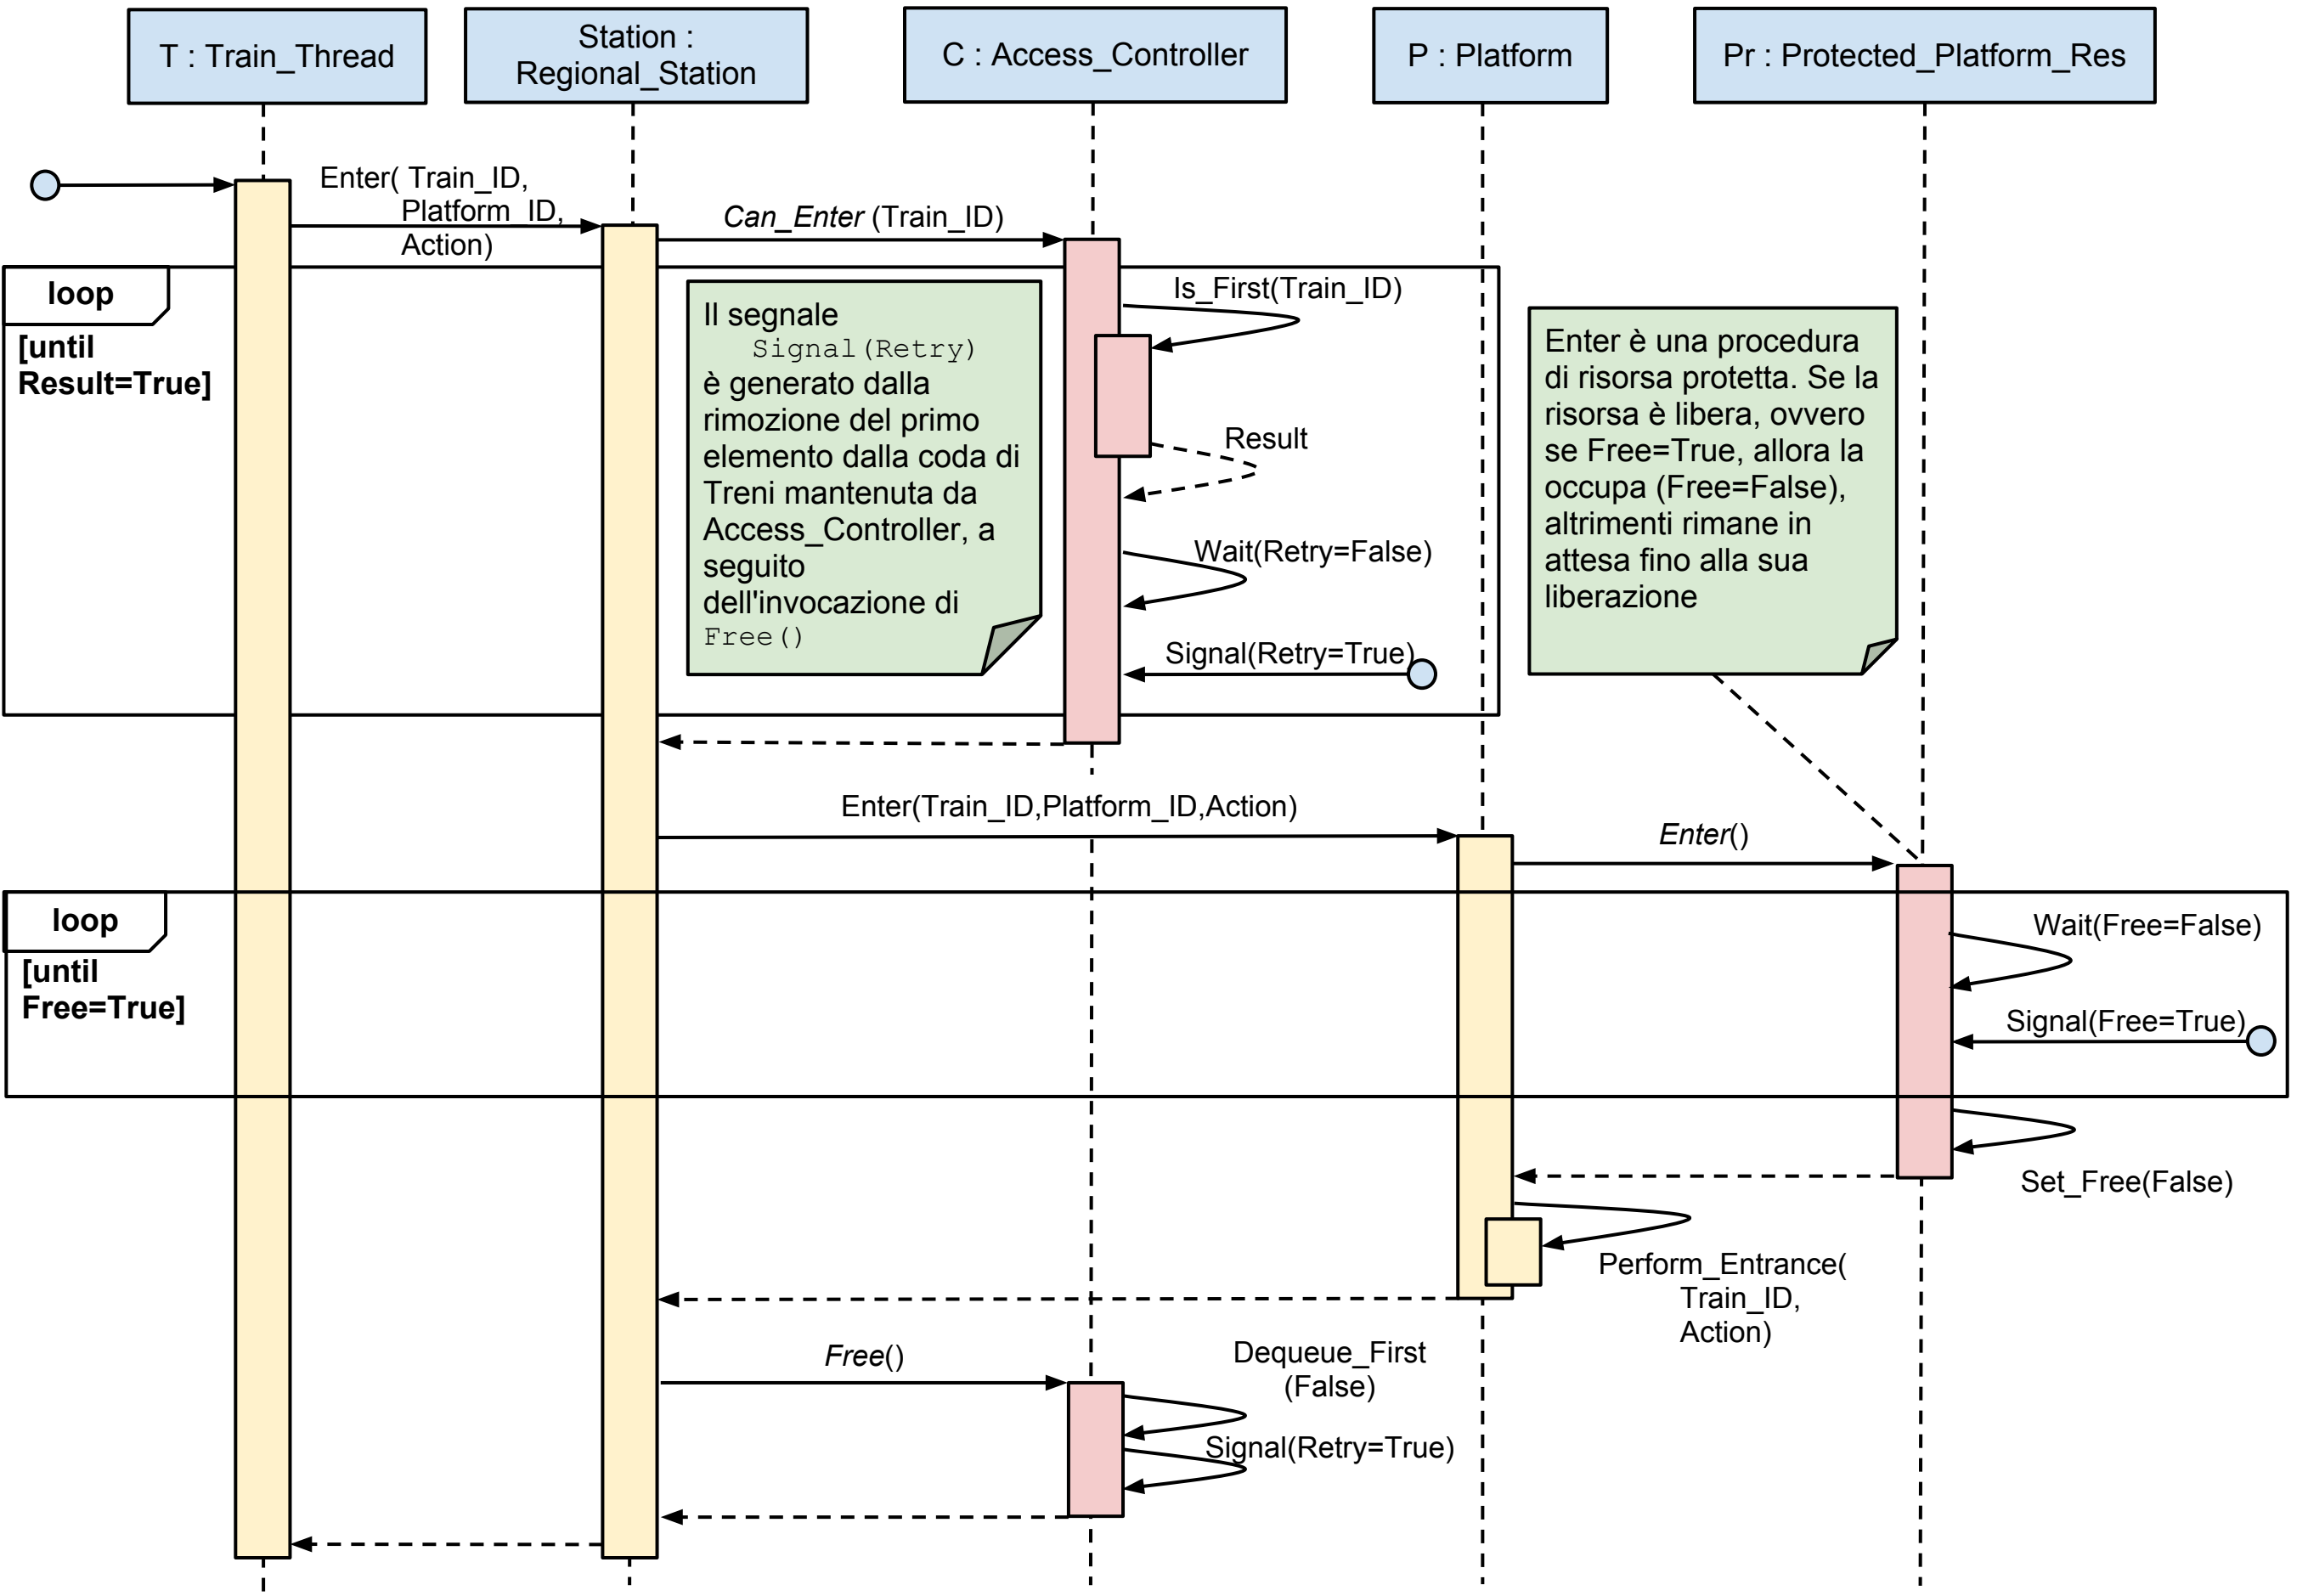 T : Train_Thread
Station :
Regional_Station
C : Access_Controller
P : Platform
Pr : Protected_Platform_Res
Enter( Train_ID,
Platform_ID,
Action)
Can_Enter (Train_ID)
loop
[until
Result=True]
Il segnale
Signal(Retry)
è generato dalla
rimozione del primo
elemento dalla coda di
Treni mantenuta da
Access_Controller, a
seguito
dell'invocazione di
Free()
Is_First(Train_ID)
Result
Wait(Retry=False)
Signal(Retry=True)
Enter è una procedura
di risorsa protetta. Se la
risorsa è libera, ovvero
se Free=True, allora la
occupa (Free=False),
altrimenti rimane in
attesa fino alla sua
liberazione
Enter(Train_ID,Platform_ID,Action)
Enter()
loop
[until
Free=True]
Wait(Free=False)
Signal(Free=True)
Set_Free(False)
Perform_Entrance(
Train_ID,
Action)
Free()
Dequeue_First
(False)
Signal(Retry=True)